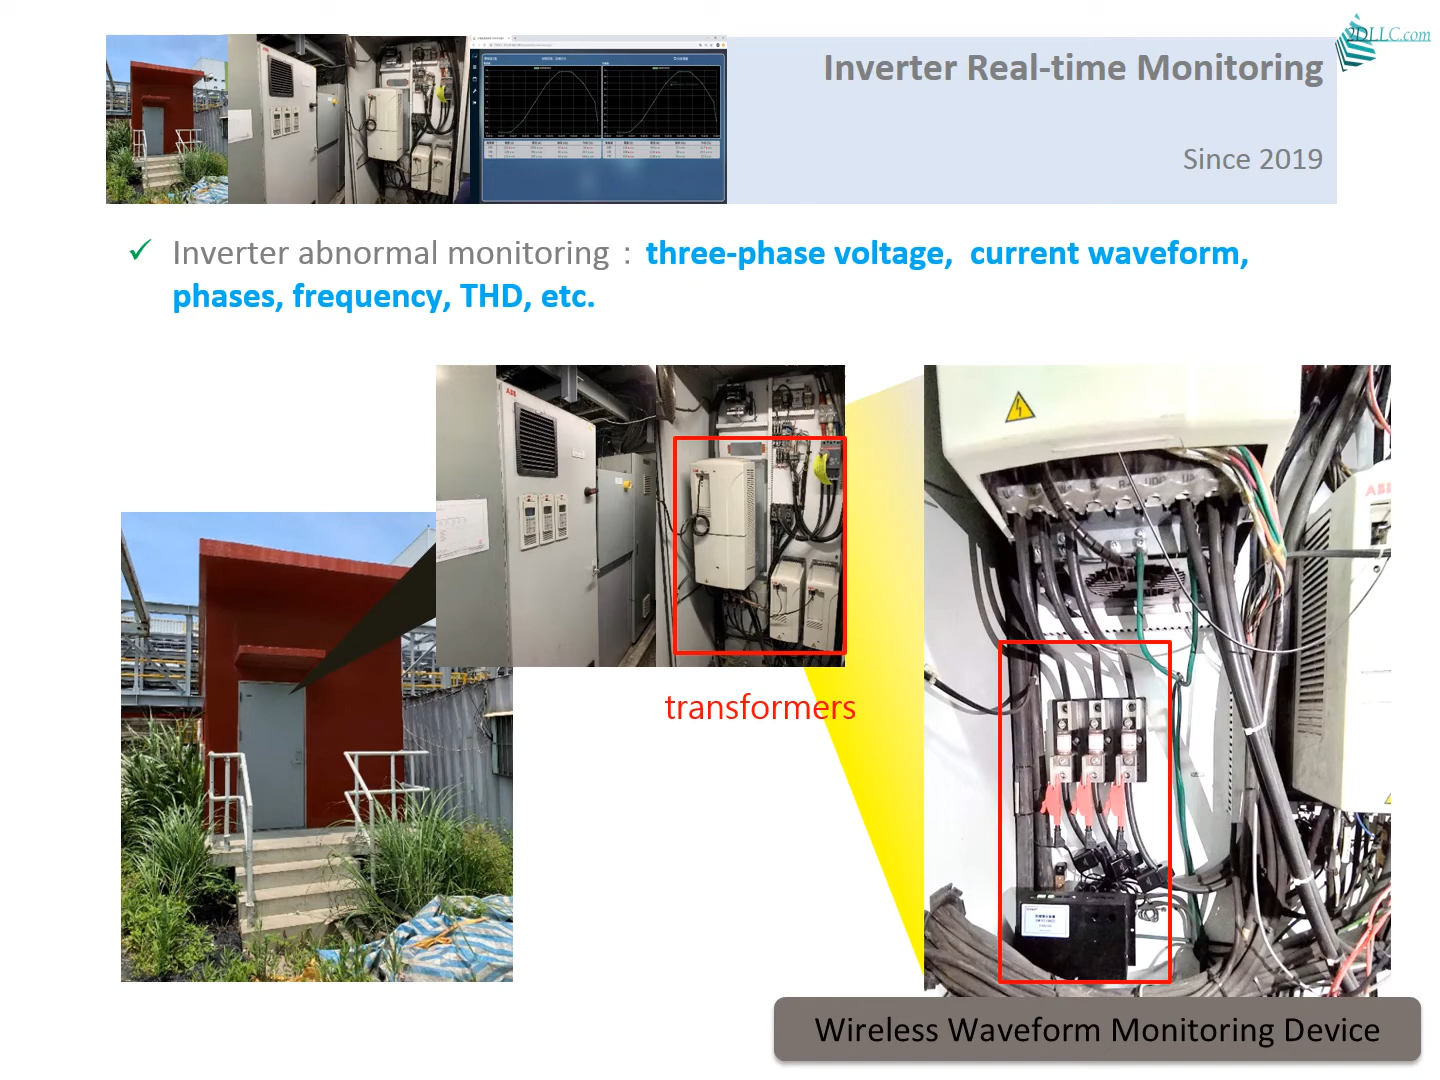 2DLLC.com
Inverter Real-time Monitoring
Since 2019
✓ Inverter abnormal monitoring：three-phase voltage, current waveform,
phases, frequency, THD, etc.
ABB
ABB
transformers
Wireless Waveform Monitoring Device